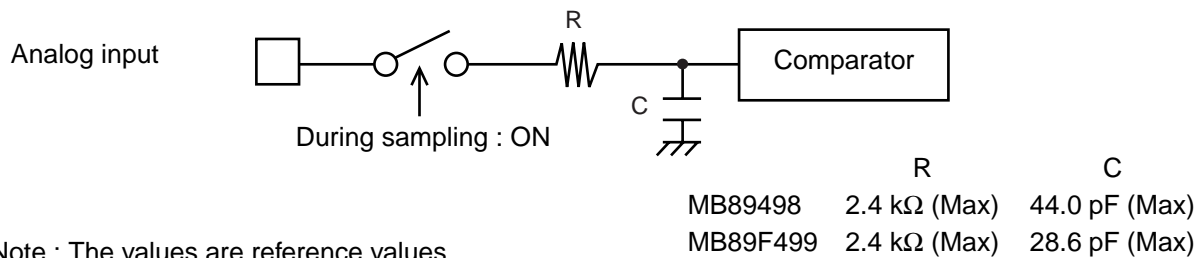 R
Analog input
Comparator
C
During sampling : ON
R C
MB89498 2.4 kΩ (Max) 44.0 pF (Max)
MB89F499 2.4 kΩ (Max) 28.6 pF (Max)
Note : The values are reference values